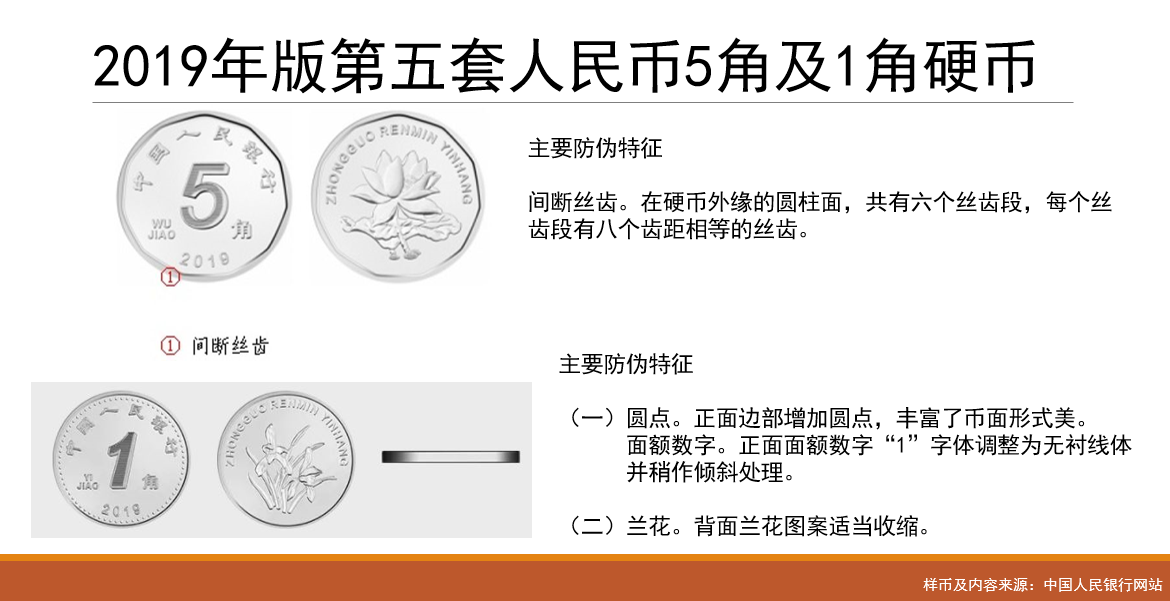 2019年版第五套人民币5角及1角硬币
中国人民银行
5
WU
JIAO
角
2019
①
ZHONGGUO RENMIN YINHANG
主要防伪特征
间断丝齿。在硬币外缘的圆柱面，共有六个丝齿段，每个丝
齿段有八个齿距相等的丝齿。
① 间断丝齿
中国人民银行
1
YI
JIAO
角
2019
ZHONGGUO RENMIN YINHANG
主要防伪特征
（一）圆点。正面边部增加圆点，丰富了币面形式美。
面额数字。正面面额数字“1”字体调整为无衬线体
并稍作倾斜处理。
（二）兰花。背面兰花图案适当收缩。
样币及内容来源：中国人民银行网站